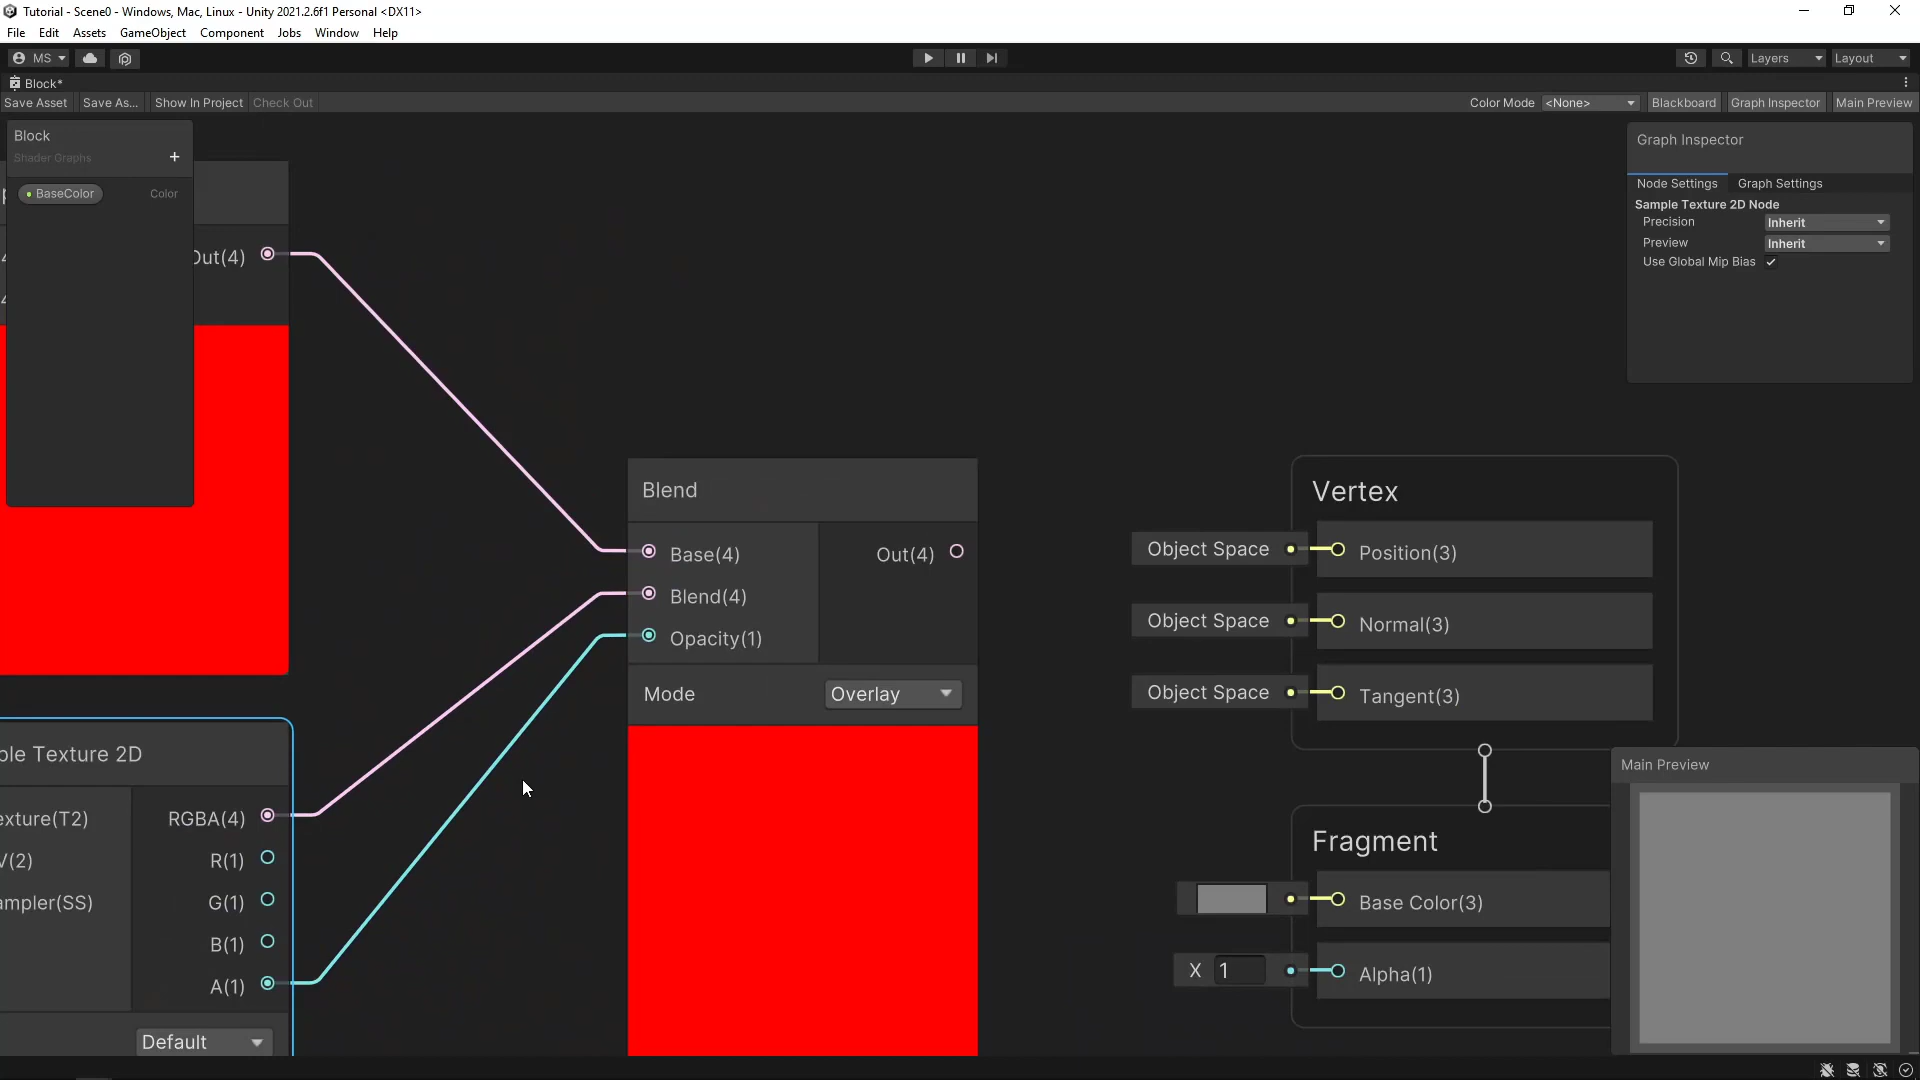 Tutorial - Scene0 - Windows, Mac, Linux - Unity 2021.2.6f1 Personal <DX11>
File Edit Assets GameObject Component Jobs Window Help
MS Layers Layout
Block*
Save Asset Save As... Show In Project Check Out Color Mode <None> Blackboard Graph Inspector Main Preview
Block
Shader Graphs
+
BaseColor Color
Out(4)
Graph Inspector
Node Settings Graph Settings
Sample Texture 2D Node
Precision Inherit
Preview Inherit
Use Global Mip Bias
Blend
Base(4) Out(4)
Blend(4)
Opacity(1)
Mode Overlay
Vertex
Object Space Position(3)
Object Space Normal(3)
Object Space Tangent(3)
ple Texture 2D
exture(T2) RGBA(4)
V(2) R(1)
ampler(SS) G(1)
B(1)
A(1)
Default
Fragment
Base Color(3)
X 1 Alpha(1)
Main Preview